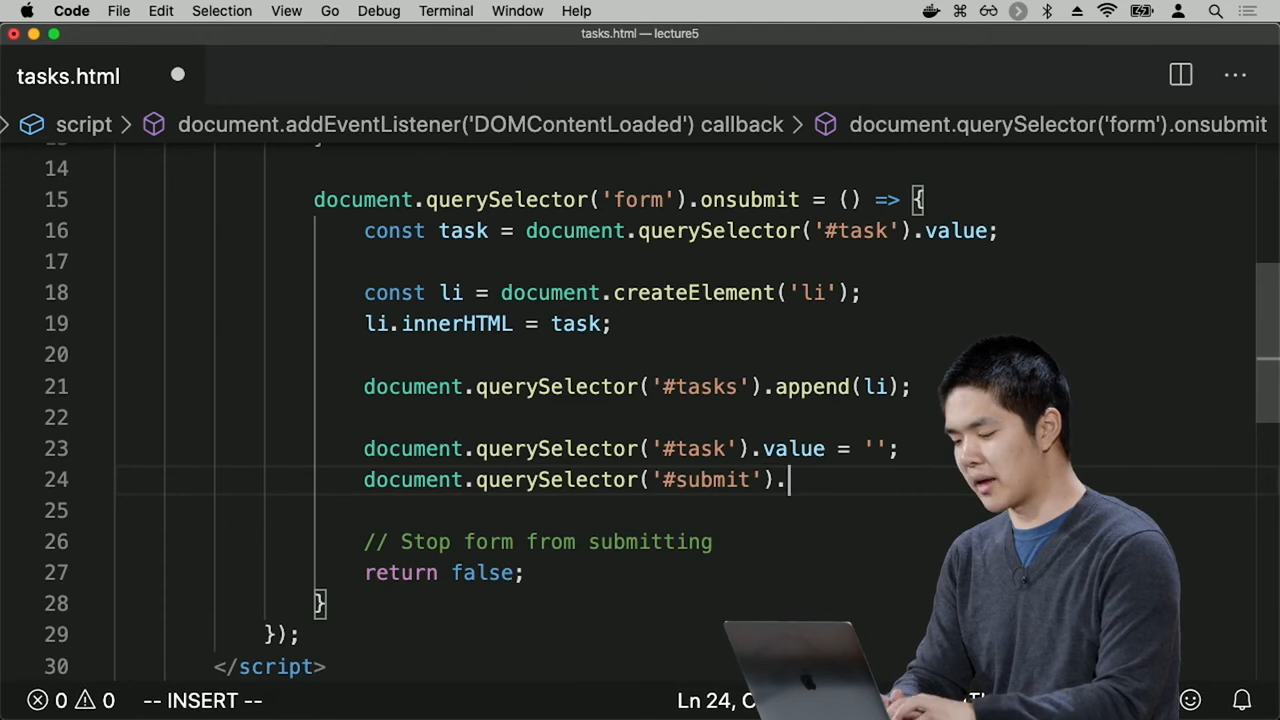 Code File Edit Selection View Go Debug Terminal Window Help
tasks.html — lecture5
tasks.html
script document.addEventListener('DOMContentLoaded') callback document.querySelector('form').onsubmit
14
15 document.querySelector('form').onsubmit = () => {
16 const task = document.querySelector('#task').value;
17
18 const li = document.createElement('li');
19 li.innerHTML = task;
20
21 document.querySelector('#tasks').append(li);
22
23 document.querySelector('#task').value = '';
24 document.querySelector('#submit').
25
26 // Stop form from submitting
27 return false;
28 }
29 });
30 </script>
0 0 -- INSERT -- Ln 24,